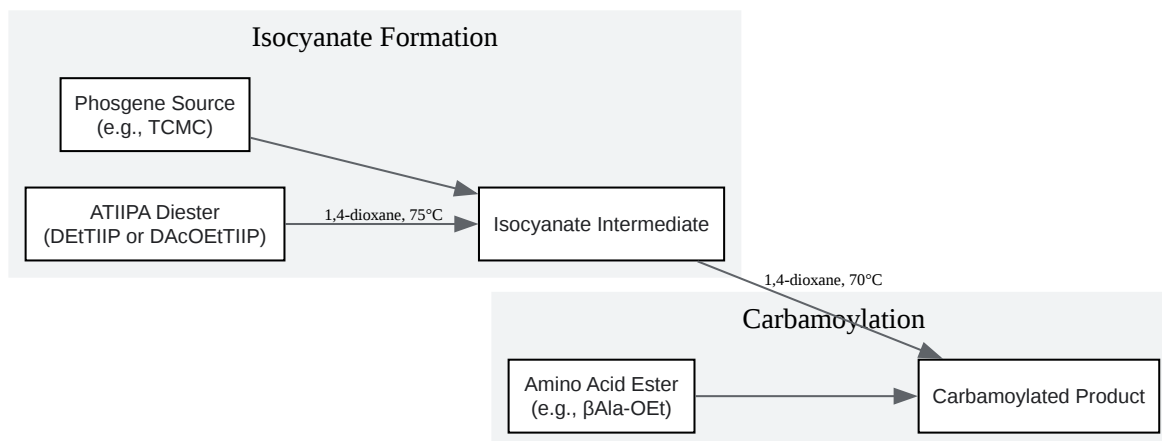 Isocyanate Formation
Phosgene Source
(e.g., TCMC)
ATIIPA Diester
(DEtTIIP or DAcOEtTIIP)
1,4-dioxane, 75°C
Isocyanate Intermediate
1,4-dioxane, 70°C
Carbamoylation
Amino Acid Ester
(e.g., βAla-OEt)
Carbamoylated Product